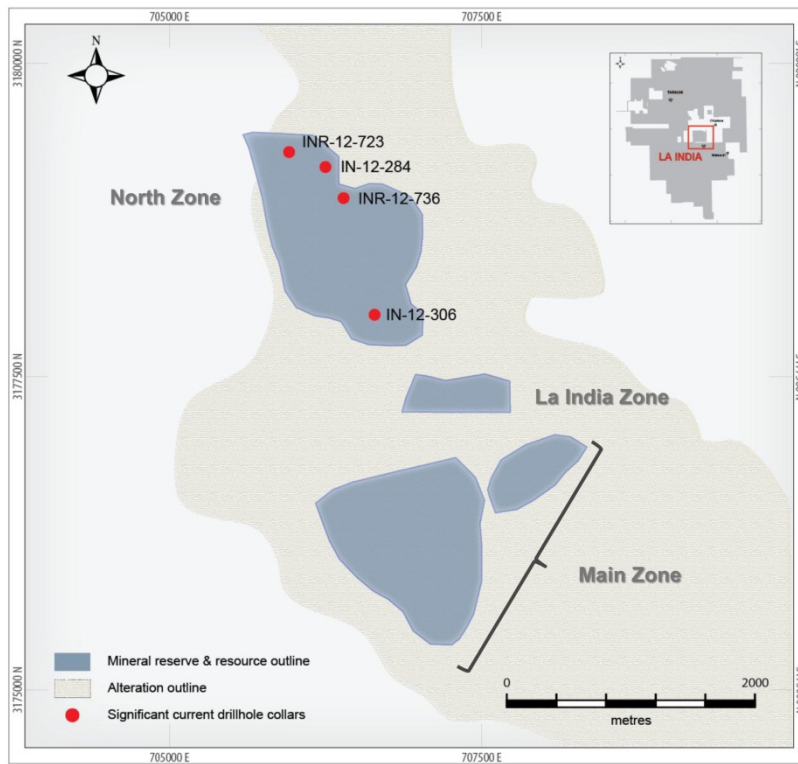 705000 E
707500 E
3180000 N
N
INR-12-723
IN-12-284
INR-12-736
North Zone
LA INDIA
IN-12-306
3177500 N
La India Zone
Main Zone
Mineral reserve & resource outline
Alteration outline
Significant current drillhole collars
0
2000
metres
3175000 N
705000 E
707500 E